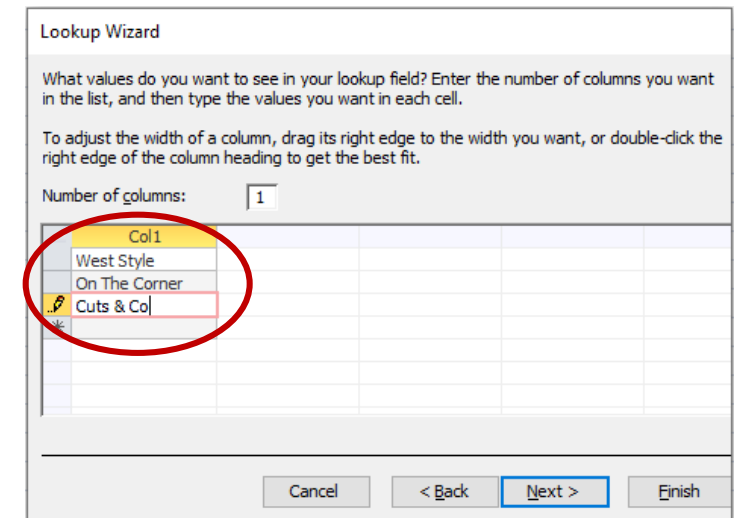 Lookup Wizard
What values do you want to see in your lookup field? Enter the number of columns you want
in the list, and then type the values you want in each cell.
To adjust the width of a column, drag its right edge to the width you want, or double-click the
right edge of the column heading to get the best fit.
Number of columns: 1
Col1
West Style
On The Corner
Cuts & Co
Cancel < Back Next > Finish